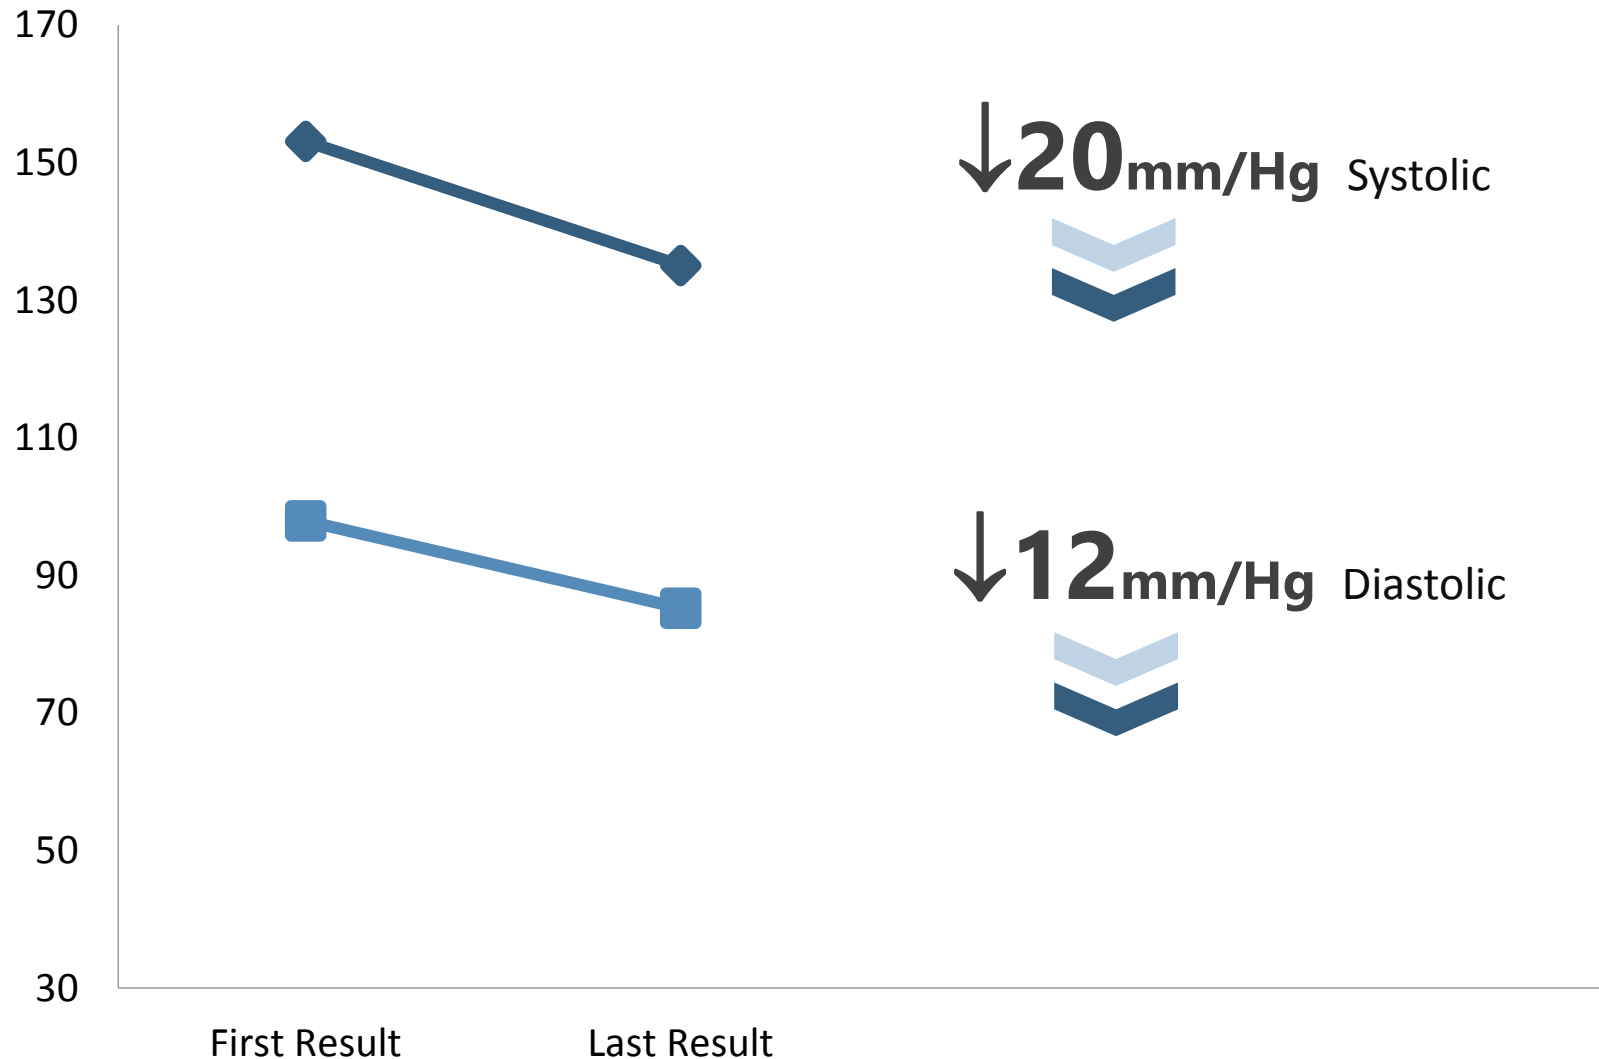 170
150
130
110
90
70
50
30
First Result
Last Result
↓20mm/Hg Systolic
↓12mm/Hg Diastolic